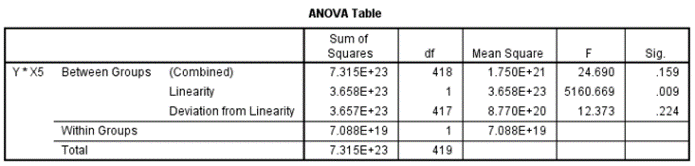 ANOVA Table
Sum of Squares df Mean Square F Sig.
Y * X5 Between Groups (Combined) 7.315E+23 418 1.750E+21 24.690 .159
Linearity 3.658E+23 1 3.658E+23 5160.669 .009
Deviation from Linearity 3.657E+23 417 8.770E+20 12.373 .224
Within Groups 7.088E+19 1 7.088E+19
Total 7.315E+23 419